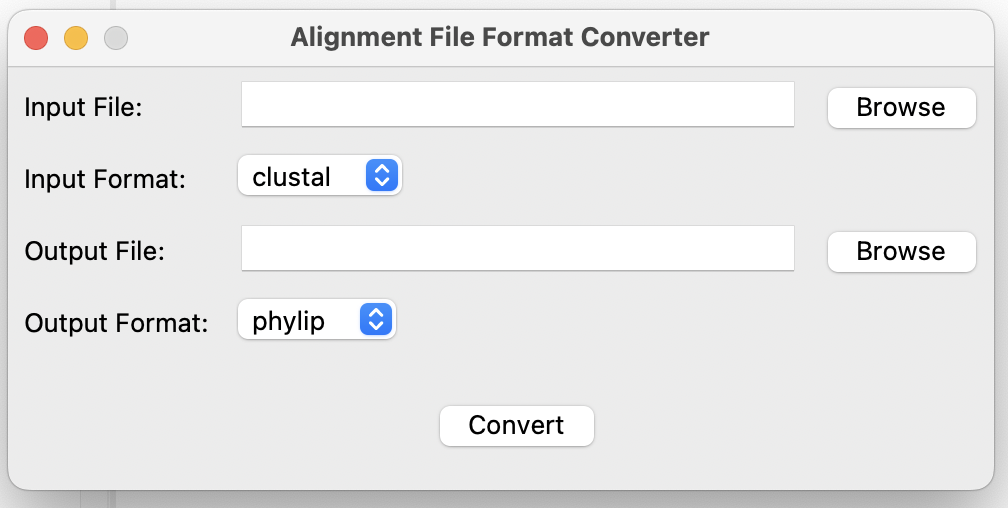 Alignment File Format Converter
Input File: Browse
Input Format: clustal
Output File: Browse
Output Format: phylip
Convert